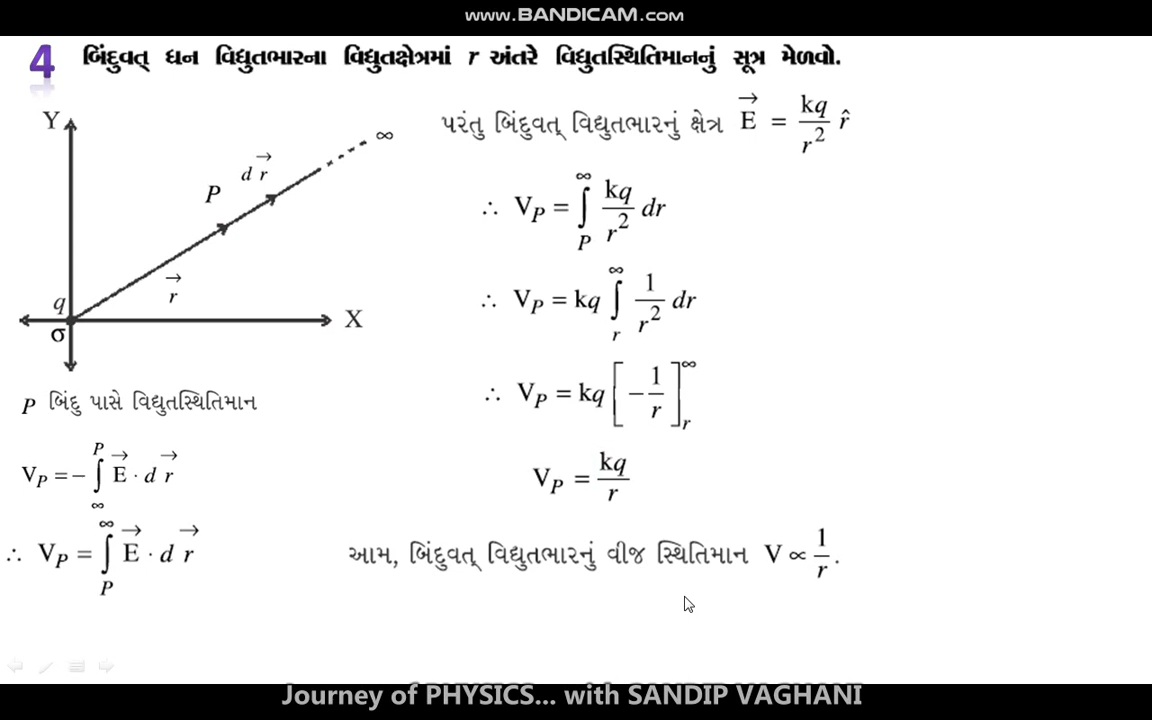 www.BANDICAM.com
4 બિંદુવત્ ધન વિદ્યુતભારના વિદ્યુતક્ષેત્રમાં r અંતરે વિદ્યુતસ્થિતિમાનનું સૂત્ર મેળવો.
Y
∞
d r⃗
P
r⃗
q
σ
X
P બિંદુ પાસે વિદ્યુતસ્થિતિમાન
V_P = − ∫_∞^P E⃗ · d r⃗
∴ V_P = ∫_P^∞ E⃗ · d r⃗
પરંતુ બિંદુવત્ વિદ્યુતભારનું ક્ષેત્ર E⃗ = kq/r² r̂
∴ V_P = ∫_P^∞ kq/r² dr
∴ V_P = kq ∫_r^∞ 1/r² dr
∴ V_P = kq [−1/r]_r^∞
V_P = kq/r
આમ, બિંદુવત્ વિદ્યુતભારનું વીજ સ્થિતિમાન V ∝ 1/r .
Journey of PHYSICS... with SANDIP VAGHANI